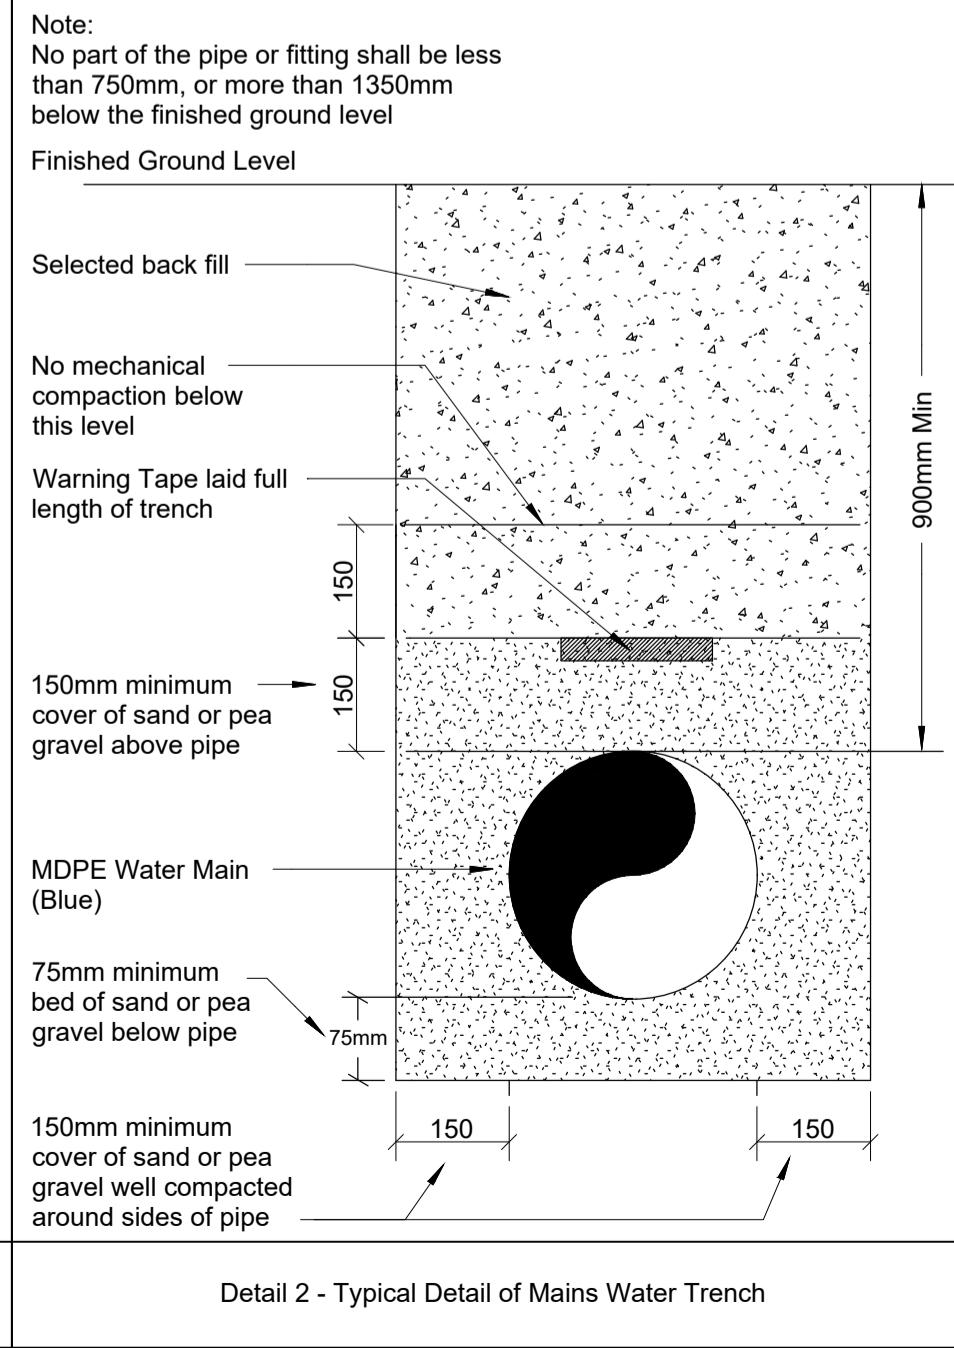 Note:
No part of the pipe or fitting shall be less
than 750mm, or more than 1350mm
below the finished ground level
Finished Ground Level
Selected back fill
No mechanical
compaction below
this level
Warning Tape laid full
length of trench
900mm Min
150
150
150mm minimum
cover of sand or pea
gravel above pipe
MDPE Water Main
(Blue)
75mm minimum
bed of sand or pea
gravel below pipe
75mm
150mm minimum
cover of sand or pea
gravel well compacted
around sides of pipe
150
150
Detail 2 - Typical Detail of Mains Water Trench